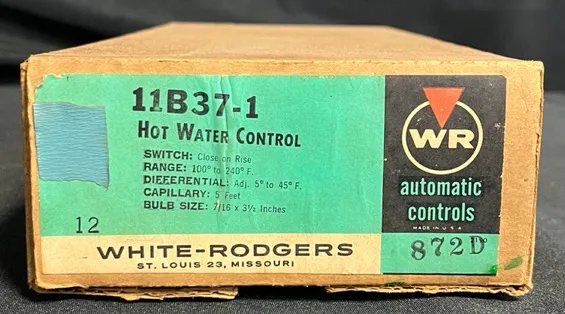 11B37-1
HOT WATER CONTROL
SWITCH: Close on Rise
RANGE: 100° to 240° F.
DIFFERENTIAL: Adj. 5° to 45° F.
CAPILLARY: 5 Feet
BULB SIZE: 7/16 x 3½ Inches
12
WHITE-RODGERS
ST. LOUIS 23, MISSOURI
WR
automatic
controls
MADE IN U.S.A.
872D